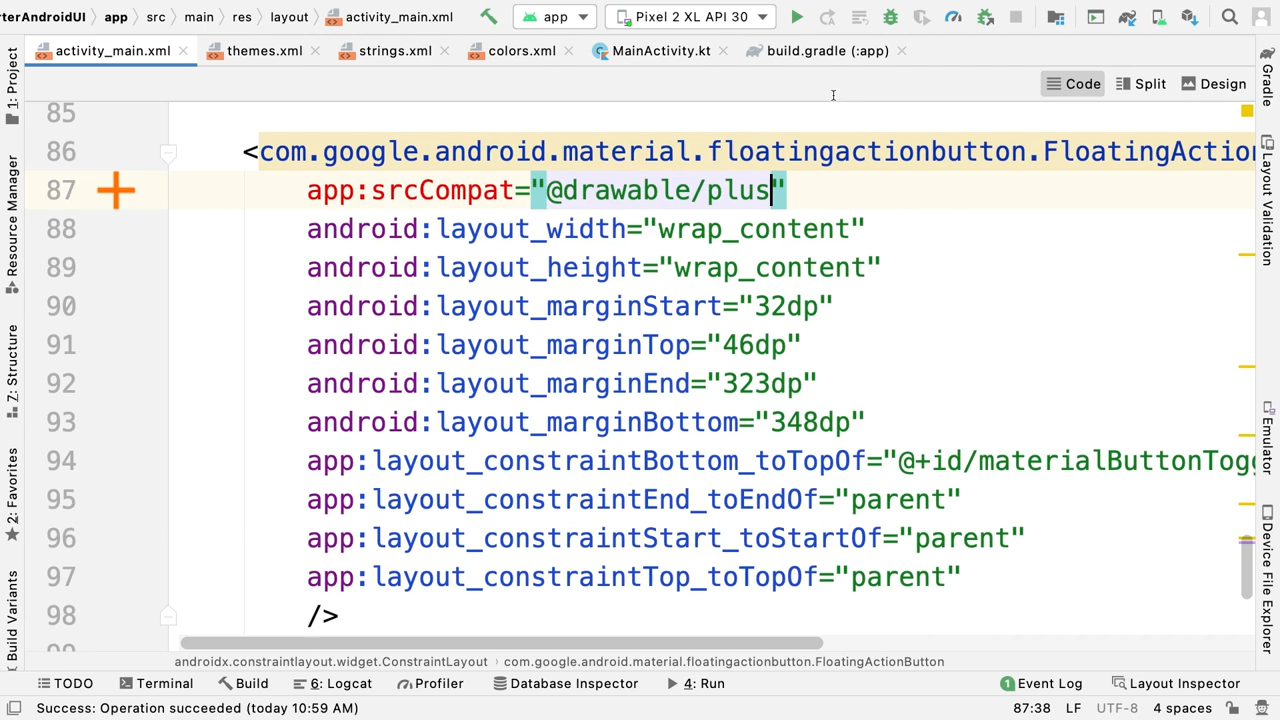 rterAndroidUI app src main res layout activity_main.xml app Pixel 2 XL API 30
activity_main.xml themes.xml strings.xml colors.xml MainActivity.kt build.gradle (:app)
Code Split Design
85
86 <com.google.android.material.floatingactionbutton.FloatingAction
87 app:srcCompat="@drawable/plus"
88 android:layout_width="wrap_content"
89 android:layout_height="wrap_content"
90 android:layout_marginStart="32dp"
91 android:layout_marginTop="46dp"
92 android:layout_marginEnd="323dp"
93 android:layout_marginBottom="348dp"
94 app:layout_constraintBottom_toTopOf="@+id/materialButtonTogg
95 app:layout_constraintEnd_toEndOf="parent"
96 app:layout_constraintStart_toStartOf="parent"
97 app:layout_constraintTop_toTopOf="parent"
98 />
androidx.constraintlayout.widget.ConstraintLayout › com.google.android.material.floatingactionbutton.FloatingActionButton
TODO Terminal Build 6: Logcat Profiler Database Inspector 4: Run 1 Event Log Layout Inspector
Success: Operation succeeded (today 10:59 AM) 87:38 LF UTF-8 4 spaces
1: Project
Resource Manager
Z: Structure
2: Favorites
Build Variants
Gradle
Layout Validation
Emulator
Device File Explorer